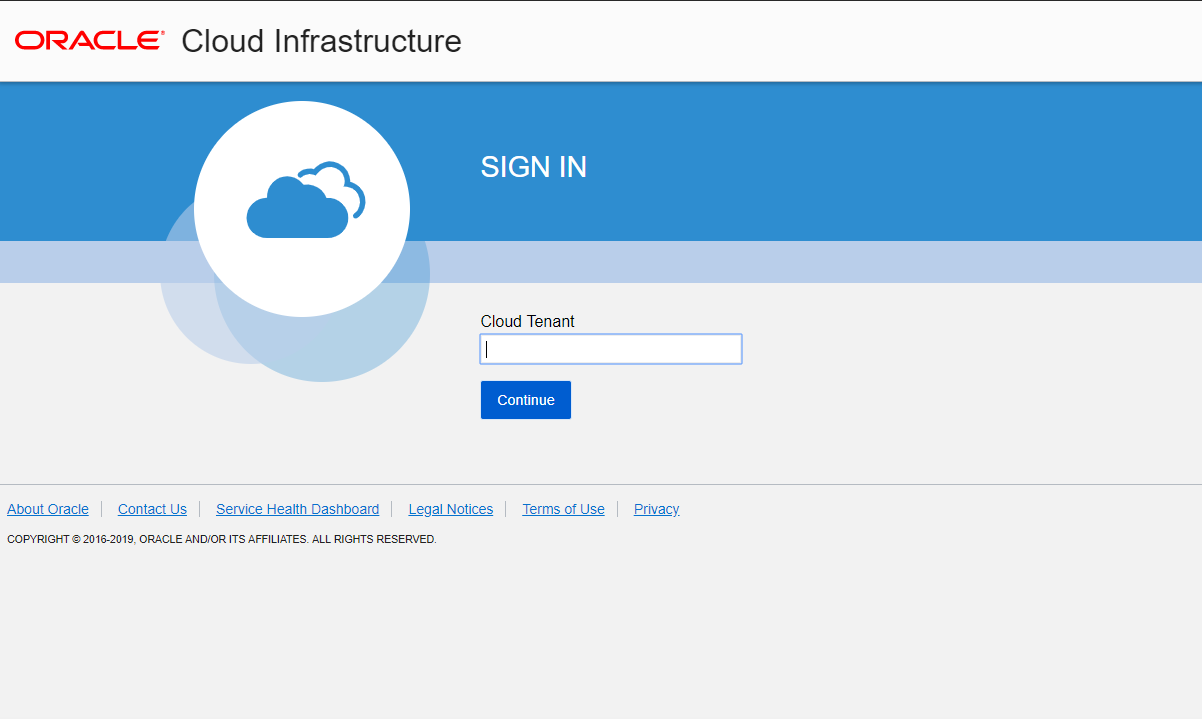 ORACLE® Cloud Infrastructure
SIGN IN
Cloud Tenant
Continue
About Oracle Contact Us Service Health Dashboard Legal Notices Terms of Use Privacy
COPYRIGHT © 2016-2019, ORACLE AND/OR ITS AFFILIATES. ALL RIGHTS RESERVED.